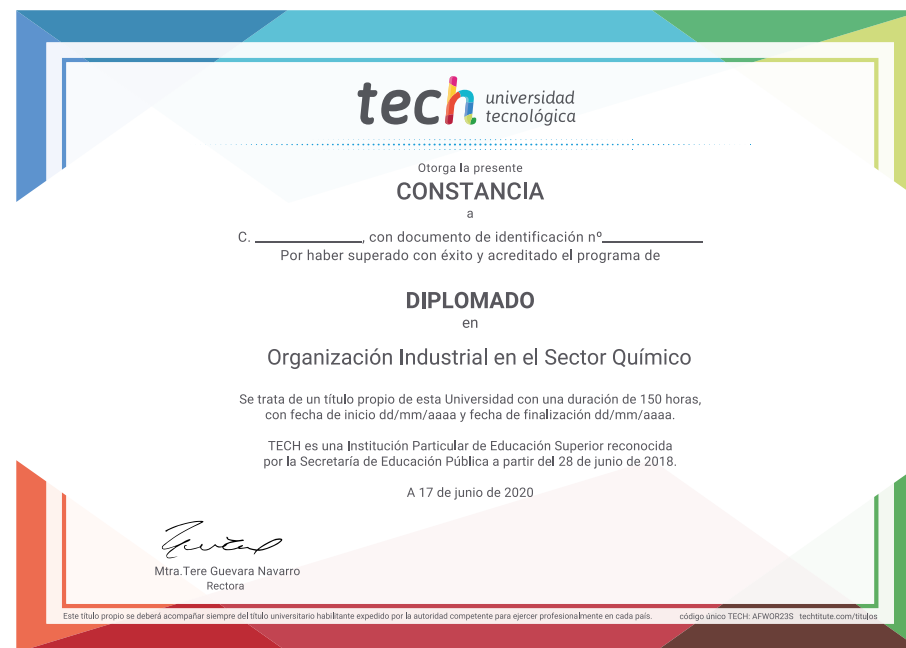 tech universidad
tecnológica
Otorga la presente
CONSTANCIA
a
C. ____________, con documento de identificación nº____________
Por haber superado con éxito y acreditado el programa de
DIPLOMADO
en
Organización Industrial en el Sector Químico
Se trata de un título propio de esta Universidad con una duración de 150 horas,
con fecha de inicio dd/mm/aaaa y fecha de finalización dd/mm/aaaa.
TECH es una Institución Particular de Educación Superior reconocida
por la Secretaría de Educación Pública a partir del 28 de junio de 2018.
A 17 de junio de 2020
Mtra.Tere Guevara Navarro
Rectora
Este título propio se deberá acompañar siempre del título universitario habilitante expedido por la autoridad competente para ejercer profesionalmente en cada país. código único TECH: AFWOR23S techtitute.com/titulos